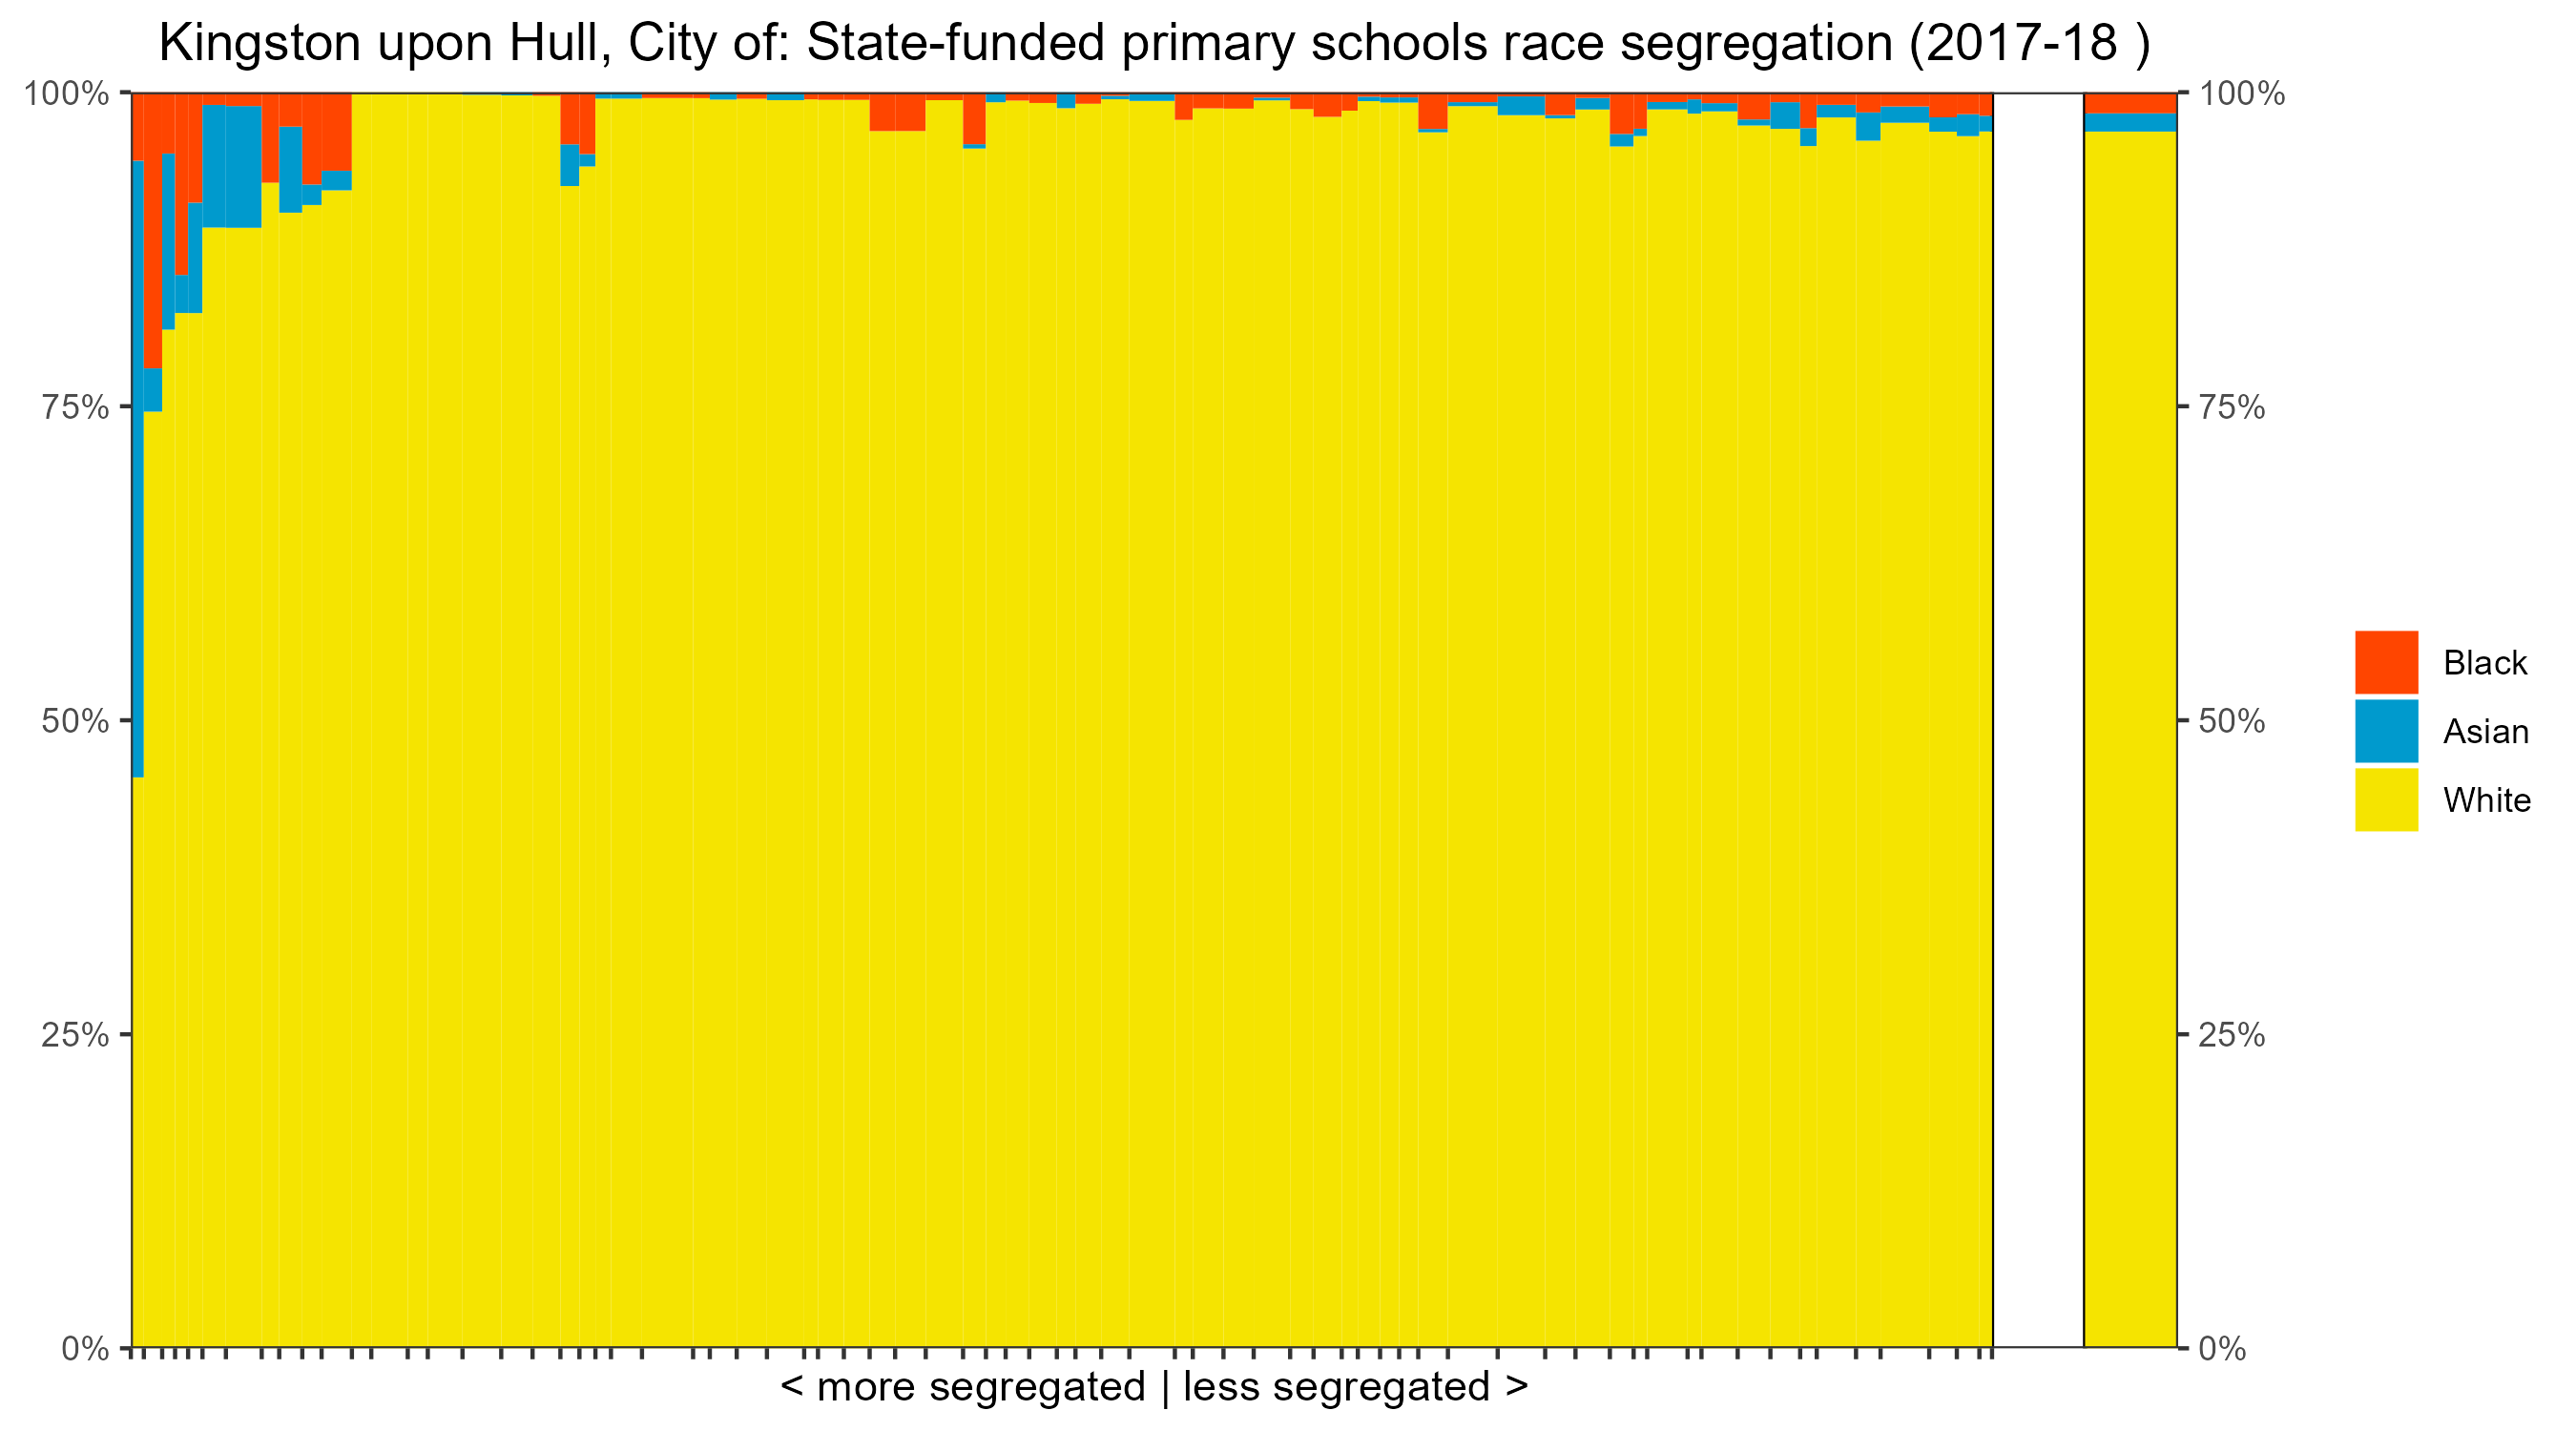 Kingston upon Hull, City of: State-funded primary schools race segregation (2017-18 )
100%
75%
50%
25%
0%
100%
75%
50%
25%
0%
Black
Asian
White
< more segregated | less segregated >